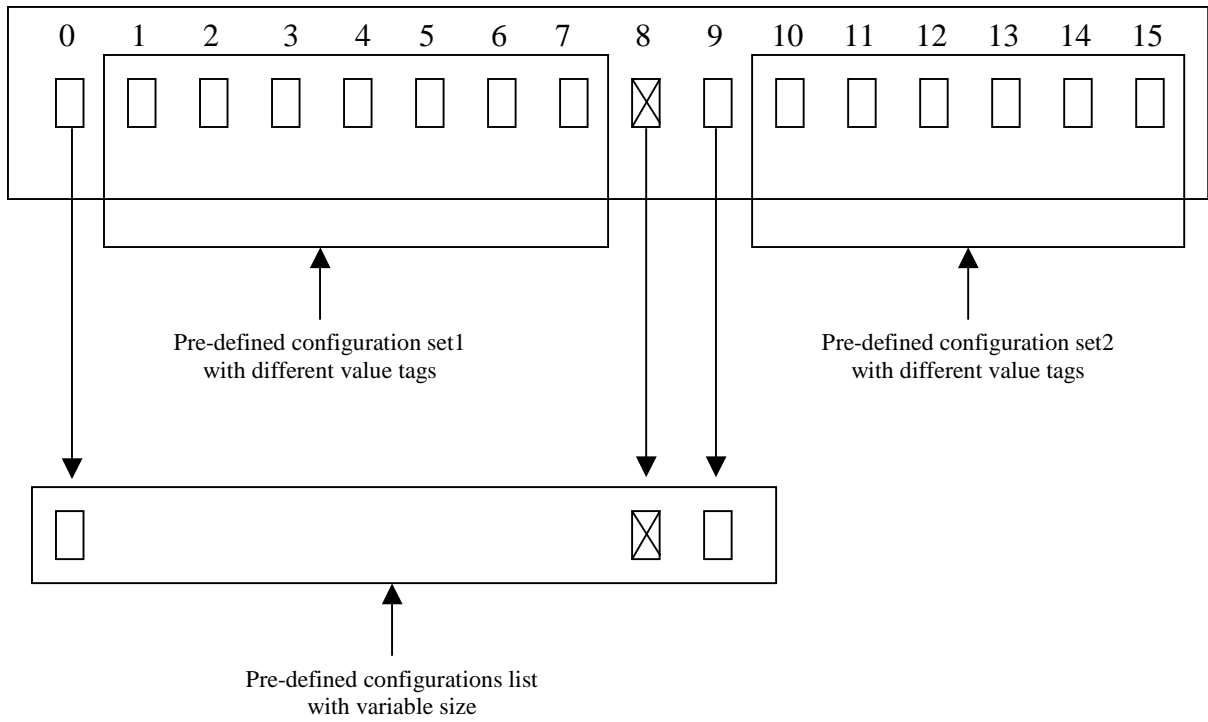 0 1 2 3 4 5 6 7 8 9 10 11 12 13 14 15
Pre-defined configuration set1
with different value tags
Pre-defined configuration set2
with different value tags
Pre-defined configurations list
with variable size